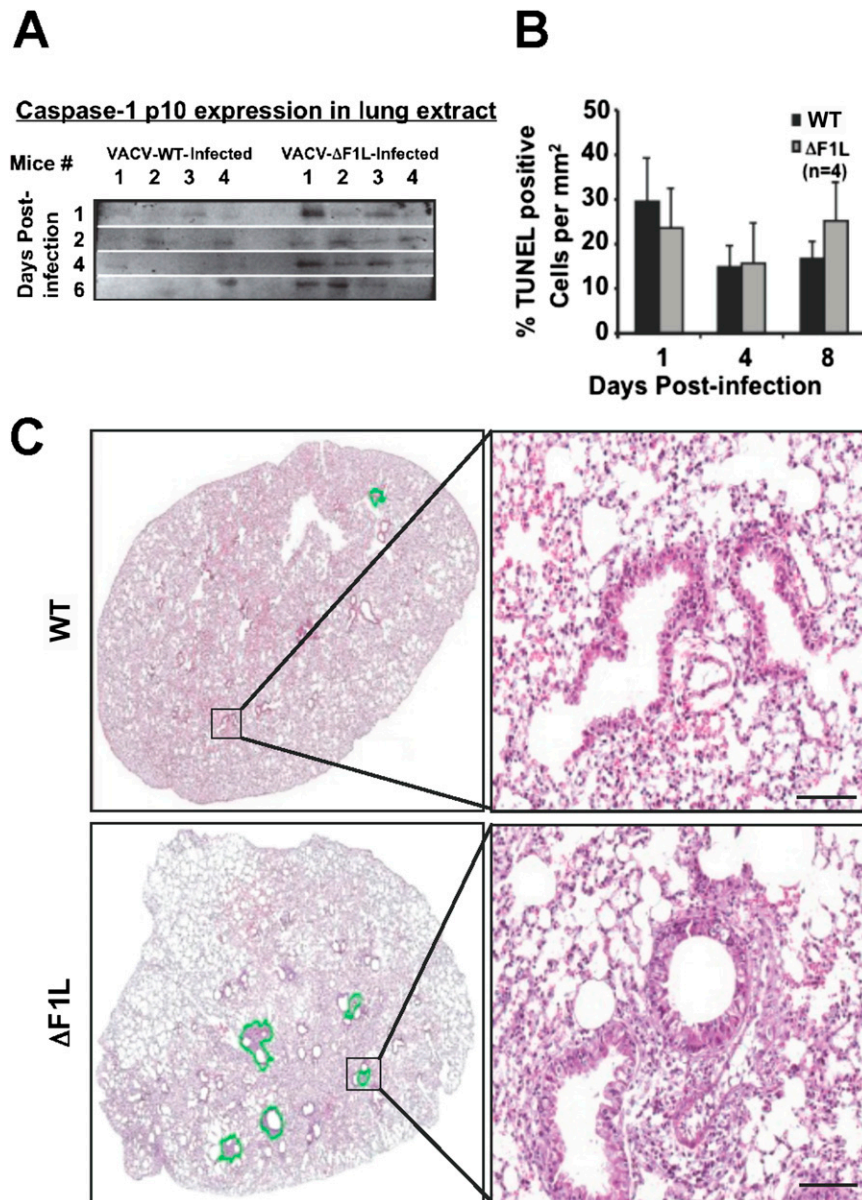 A
Caspase-1 p10 expression in lung extract
VACV-WT-Infected VACV-ΔF1L-Infected
Mice # 1 2 3 4 1 2 3 4
Days Post-
infection
1
2
4
6
B
50
40
30
20
10
0
% TUNEL positive
Cells per mm²
WT
ΔF1L
(n=4)
1 4 8
Days Post-infection
C
WT
ΔF1L